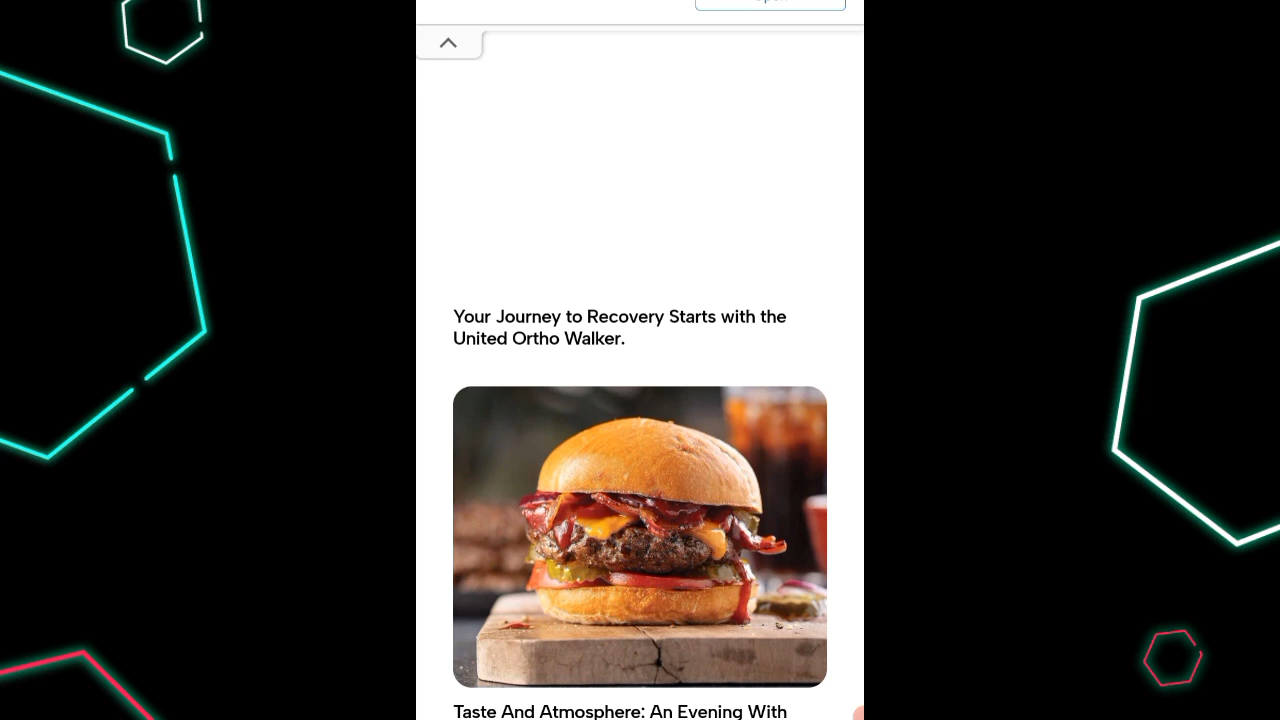 Your Journey to Recovery Starts with the
United Ortho Walker.
Taste And Atmosphere: An Evening With